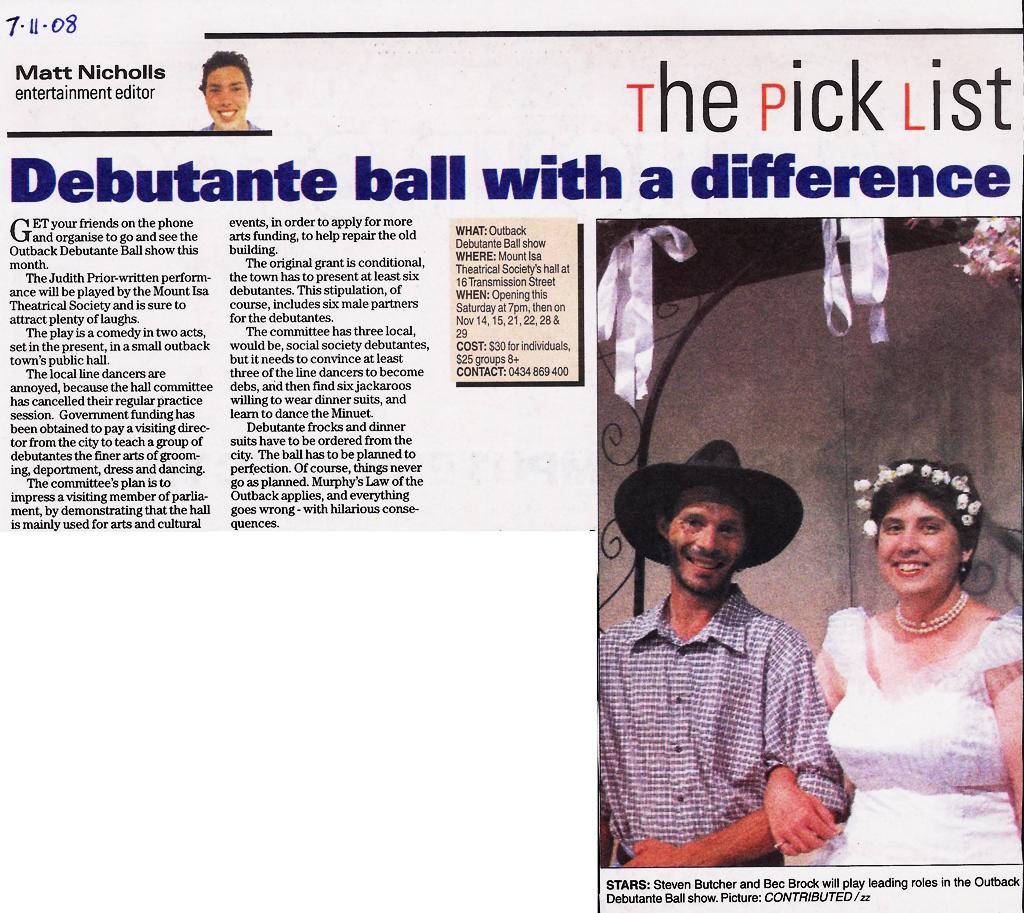 7·11·08
Matt Nicholls
entertainment editor
The Pick List
Debutante ball with a difference
GET your friends on the phone
and organise to go and see the
Outback Debutante Ball show this
month.
The Judith Prior-written perform-
ance will be played by the Mount Isa
Theatrical Society and is sure to
attract plenty of laughs.
The play is a comedy in two acts,
set in the present, in a small outback
town's public hall.
The local line dancers are
annoyed, because the hall committee
has cancelled their regular practice
session. Government funding has
been obtained to pay a visiting direc-
tor from the city to teach a group of
debutantes the finer arts of groom-
ing, deportment, dress and dancing.
The committee's plan is to
impress a visiting member of parlia-
ment, by demonstrating that the hall
is mainly used for arts and cultural
events, in order to apply for more
arts funding, to help repair the old
building.
The original grant is conditional,
the town has to present at least six
debutantes. This stipulation, of
course, includes six male partners
for the debutantes.
The committee has three local,
would be, social society debutantes,
but it needs to convince at least
three of the line dancers to become
debs, and then find six jackaroos
willing to wear dinner suits, and
learn to dance the Minuet.
Debutante frocks and dinner
suits have to be ordered from the
city. The ball has to be planned to
perfection. Of course, things never
go as planned. Murphy's Law of the
Outback applies, and everything
goes wrong - with hilarious conse-
quences.
WHAT: Outback
Debutante Ball show
WHERE: Mount Isa
Theatrical Society's hall at
16 Transmission Street
WHEN: Opening this
Saturday at 7pm, then on
Nov 14, 15, 21, 22, 28 &
29
COST: $30 for individuals,
$25 groups 8+
CONTACT: 0434 869 400
STARS: Steven Butcher and Bec Brock will play leading roles in the Outback
Debutante Ball show. Picture: CONTRIBUTED / zz